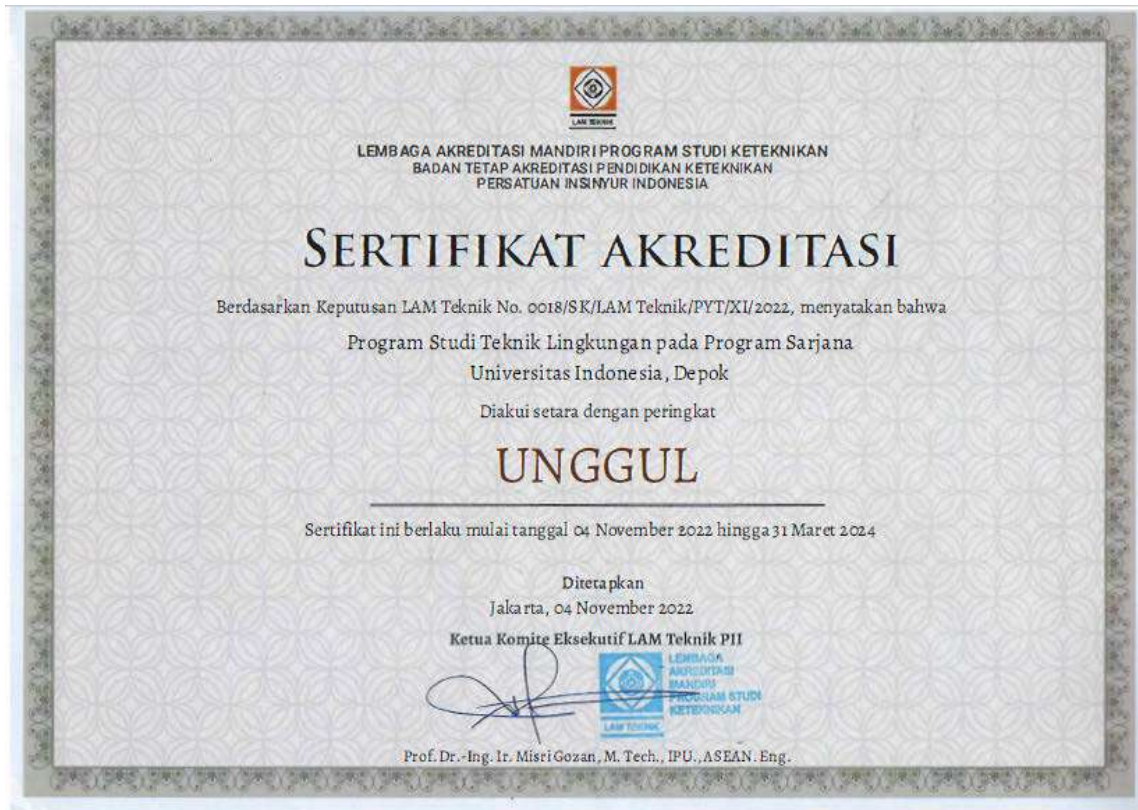 LAM TEKNIK
LEMBAGA AKREDITASI MANDIRI PROGRAM STUDI KETEKNIKAN
BADAN TETAP AKREDITASI PENDIDIKAN KETEKNIKAN
PERSATUAN INSINYUR INDONESIA
SERTIFIKAT AKREDITASI
Berdasarkan Keputusan LAM Teknik No. 0018/SK/LAM Teknik/PYT/XI/2022, menyatakan bahwa
Program Studi Teknik Lingkungan pada Program Sarjana
Universitas Indonesia, Depok
Diakui setara dengan peringkat
UNGGUL
Sertifikat ini berlaku mulai tanggal 04 November 2022 hingga 31 Maret 2024
Ditetapkan
Jakarta, 04 November 2022
Ketua Komite Eksekutif LAM Teknik PII
LEMBAGA
AKREDITASI
MANDIRI
PROGRAM STUDI
KETEKNIKAN
LAM TEKNIK
Prof. Dr.-Ing. Ir. Misri Gozan, M. Tech., IPU., ASEAN. Eng.